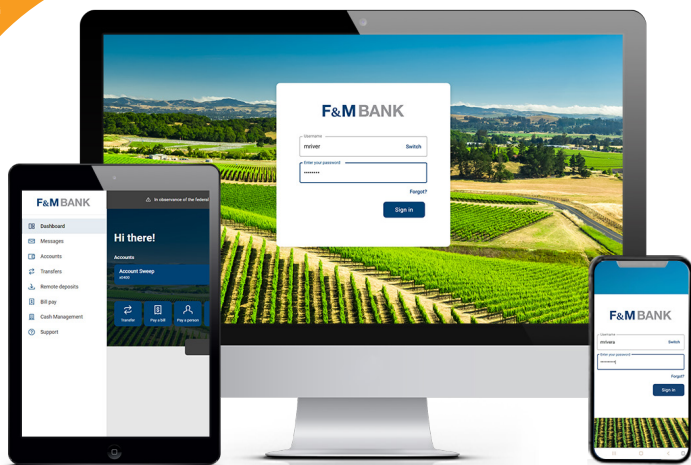 F&M BANK
Username
mriver
Switch
Enter your password
••••••••
Forgot?
Sign in
F&M BANK
In observance of the federal
Dashboard
Messages
Accounts
Transfers
Remote deposits
Bill pay
Cash Management
Support
Hi there!
Accounts
Account Sweep
x0400
Transfer
Pay a bill
Pay a person
F&M BANK
Username
mrivera
Switch
Enter your password
Forgot?
Sign in